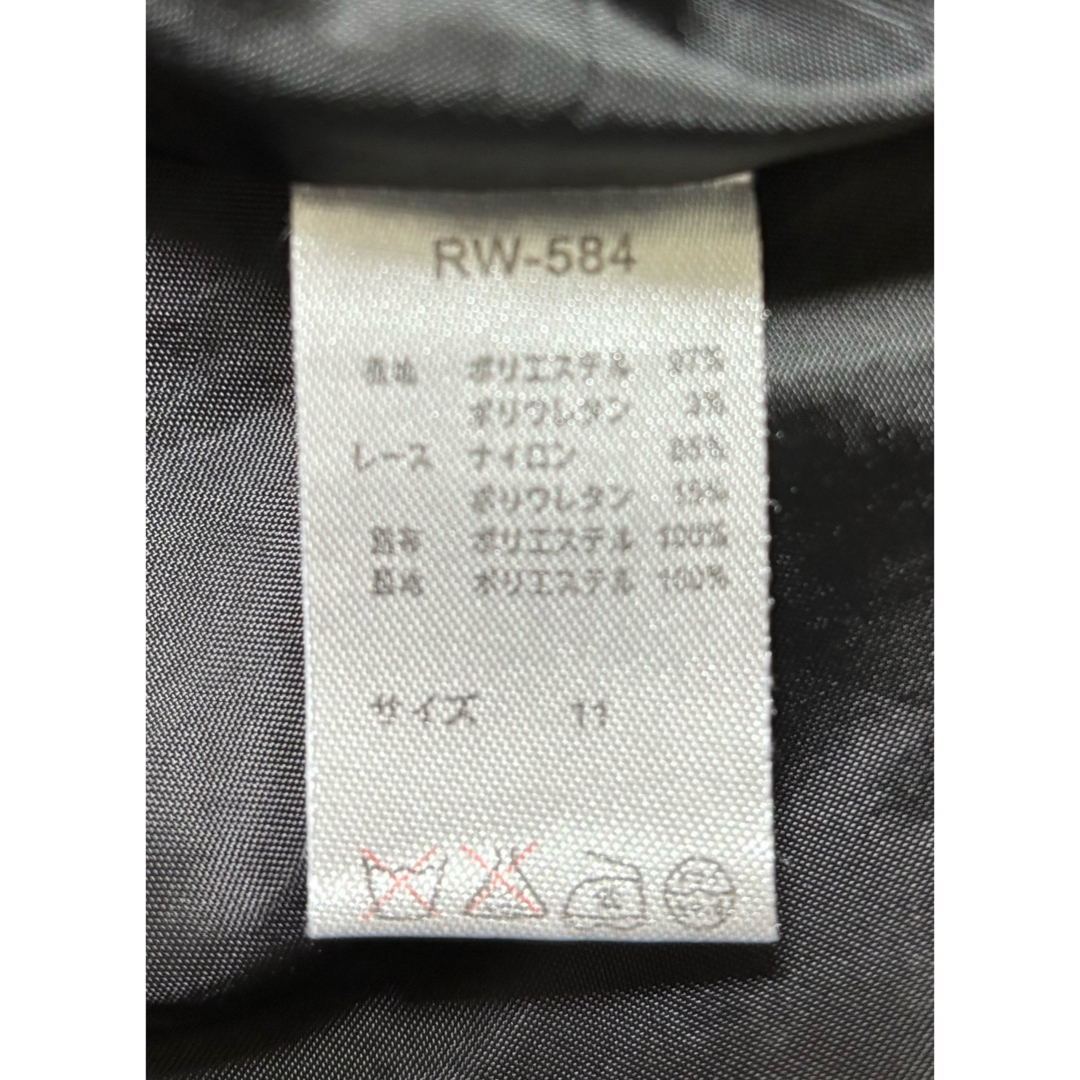 RW-584
表地 ポリエステル 97%
ポリウレタン 3%
レース ナイロン 85%
ポリウレタン 15%
別布 ポリエステル 100%
裏地 ポリエステル 100%
サイズ 11